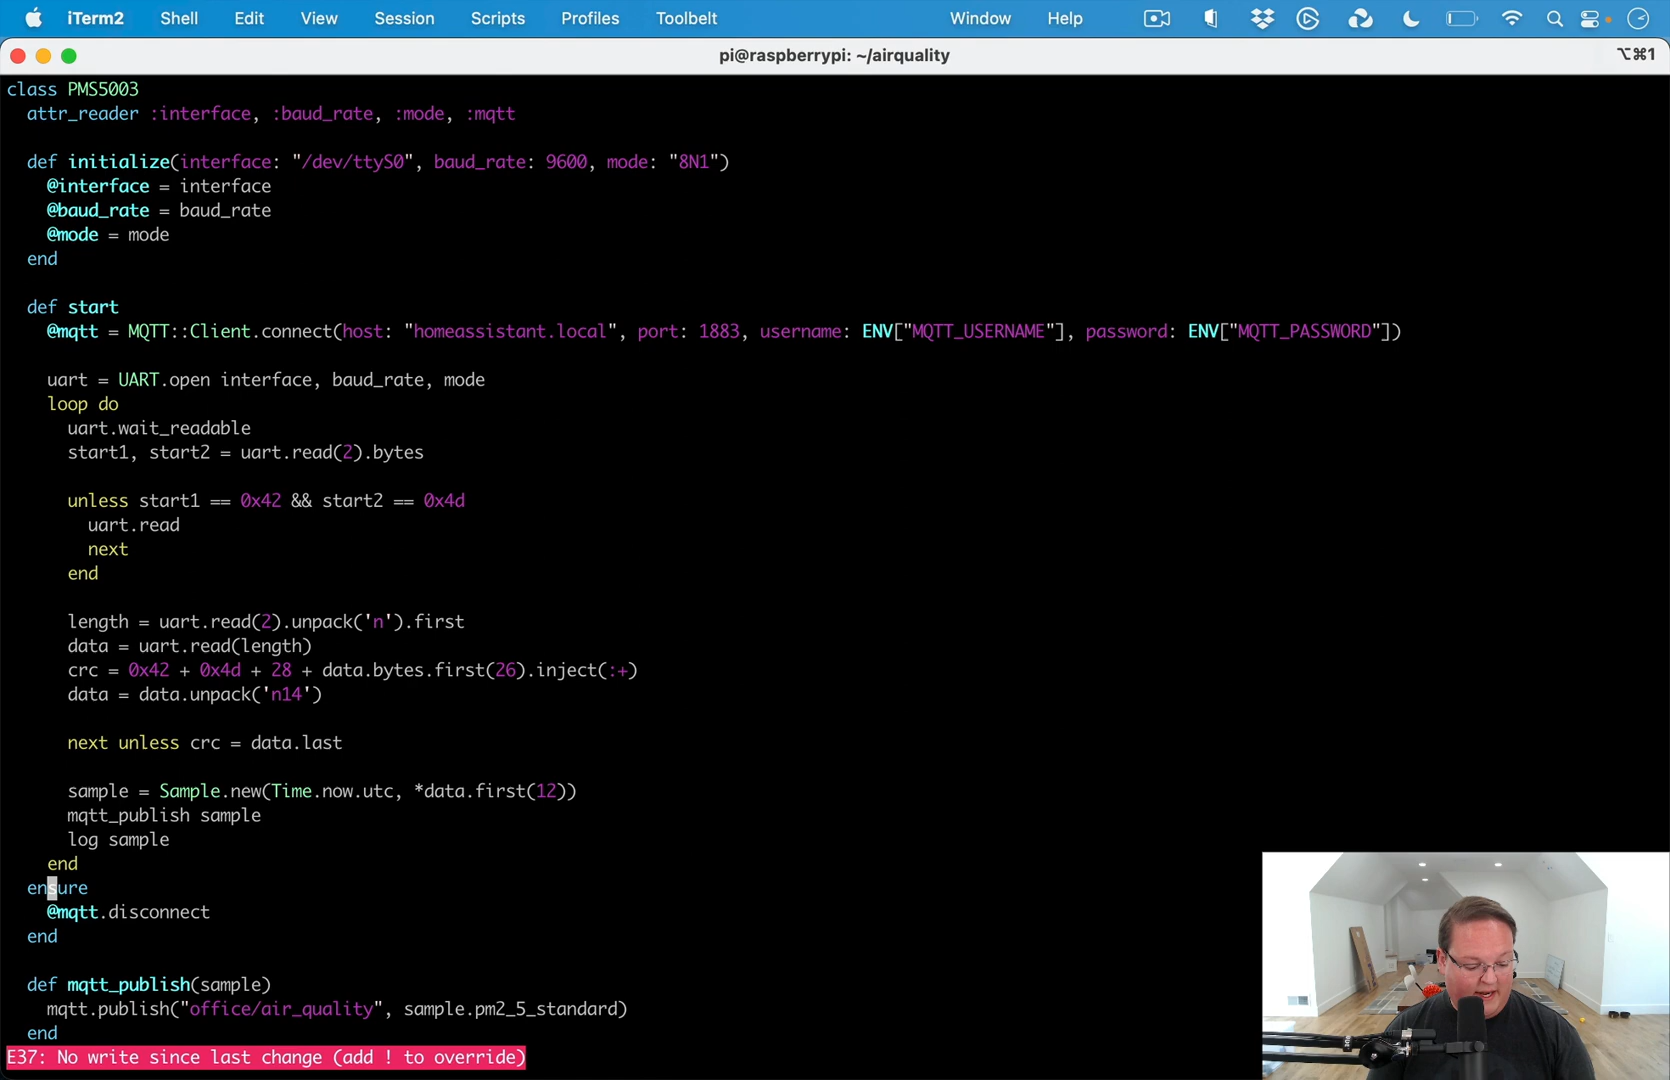 iTerm2 Shell Edit View Session Scripts Profiles Toolbelt Window Help
pi@raspberrypi: ~/airquality ⌥⌘1
class PMS5003
  attr_reader :interface, :baud_rate, :mode, :mqtt
  def initialize(interface: "/dev/ttyS0", baud_rate: 9600, mode: "8N1")
    @interface = interface
    @baud_rate = baud_rate
    @mode = mode
  end
  def start
    @mqtt = MQTT::Client.connect(host: "homeassistant.local", port: 1883, username: ENV["MQTT_USERNAME"], password: ENV["MQTT_PASSWORD"])
    uart = UART.open interface, baud_rate, mode
    loop do
      uart.wait_readable
      start1, start2 = uart.read(2).bytes
      unless start1 == 0x42 && start2 == 0x4d
        uart.read
        next
      end
      length = uart.read(2).unpack('n').first
      data = uart.read(length)
      crc = 0x42 + 0x4d + 28 + data.bytes.first(26).inject(:+)
      data = data.unpack('n14')
      next unless crc = data.last
      sample = Sample.new(Time.now.utc, *data.first(12))
      mqtt_publish sample
      log sample
    end
  ensure
    @mqtt.disconnect
  end
  def mqtt_publish(sample)
    mqtt.publish("office/air_quality", sample.pm2_5_standard)
  end
E37: No write since last change (add ! to override)